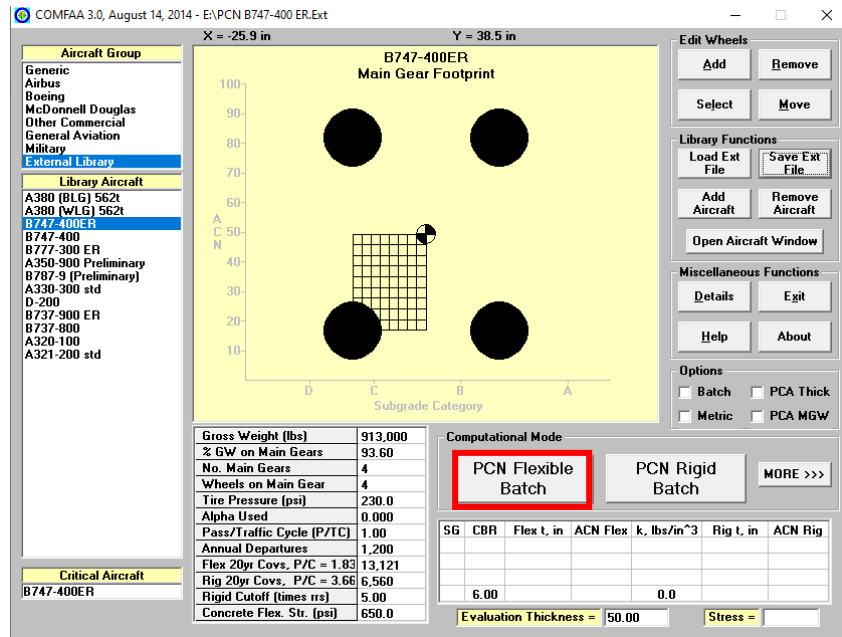 COMFAA 3.0, August 14, 2014 - E:\PCN B747-400 ER.Ext
X = -25.9 in Y = 38.5 in
Aircraft Group
Generic
Airbus
Boeing
McDonnell Douglas
Other Commercial
General Aviation
Military
External Library
Library Aircraft
A380 (BLG) 562t
A380 (WLG) 562t
B747-400ER
B747-400
B777-300 ER
A350-900 Preliminary
B787-9 (Preliminary)
A330-300 std
D-200
B737-900 ER
B737-800
A320-100
A321-200 std
Critical Aircraft
B747-400ER
B747-400ER
Main Gear Footprint
100
90
80
70
60
50
40
30
20
10
ACN
D C B A
Subgrade Category
Gross Weight (lbs) 913,000
% GW on Main Gears 93.60
No. Main Gears 4
Wheels on Main Gear 4
Tire Pressure (psi) 230.0
Alpha Used 0.000
Pass/Traffic Cycle (P/TC) 1.00
Annual Departures 1,200
Flex 20yr Covs, P/C = 1.83 13,121
Rig 20yr Covs, P/C = 3.66 6,560
Rigid Cutoff (times rrs) 5.00
Concrete Flex. Str. (psi) 650.0
Edit Wheels
Add Remove
Select Move
Library Functions
Load Ext File Save Ext File
Add Aircraft Remove Aircraft
Open Aircraft Window
Miscellaneous Functions
Details Exit
Help About
Options
Batch PCA Thick
Metric PCA MGW
Computational Mode
PCN Flexible Batch PCN Rigid Batch MORE >>>
SG CBR Flex t, in ACN Flex k, lbs/in^3 Rig t, in ACN Rig
6.00 0.0
Evaluation Thickness = 50.00 Stress =